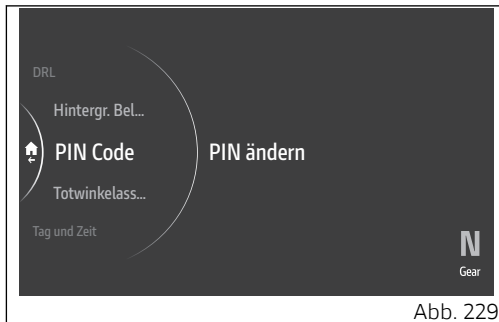 DRL
Hintergr. Bel...
PIN Code
PIN ändern
Totwinkelass...
Tag und Zeit
N
Gear
Abb. 229